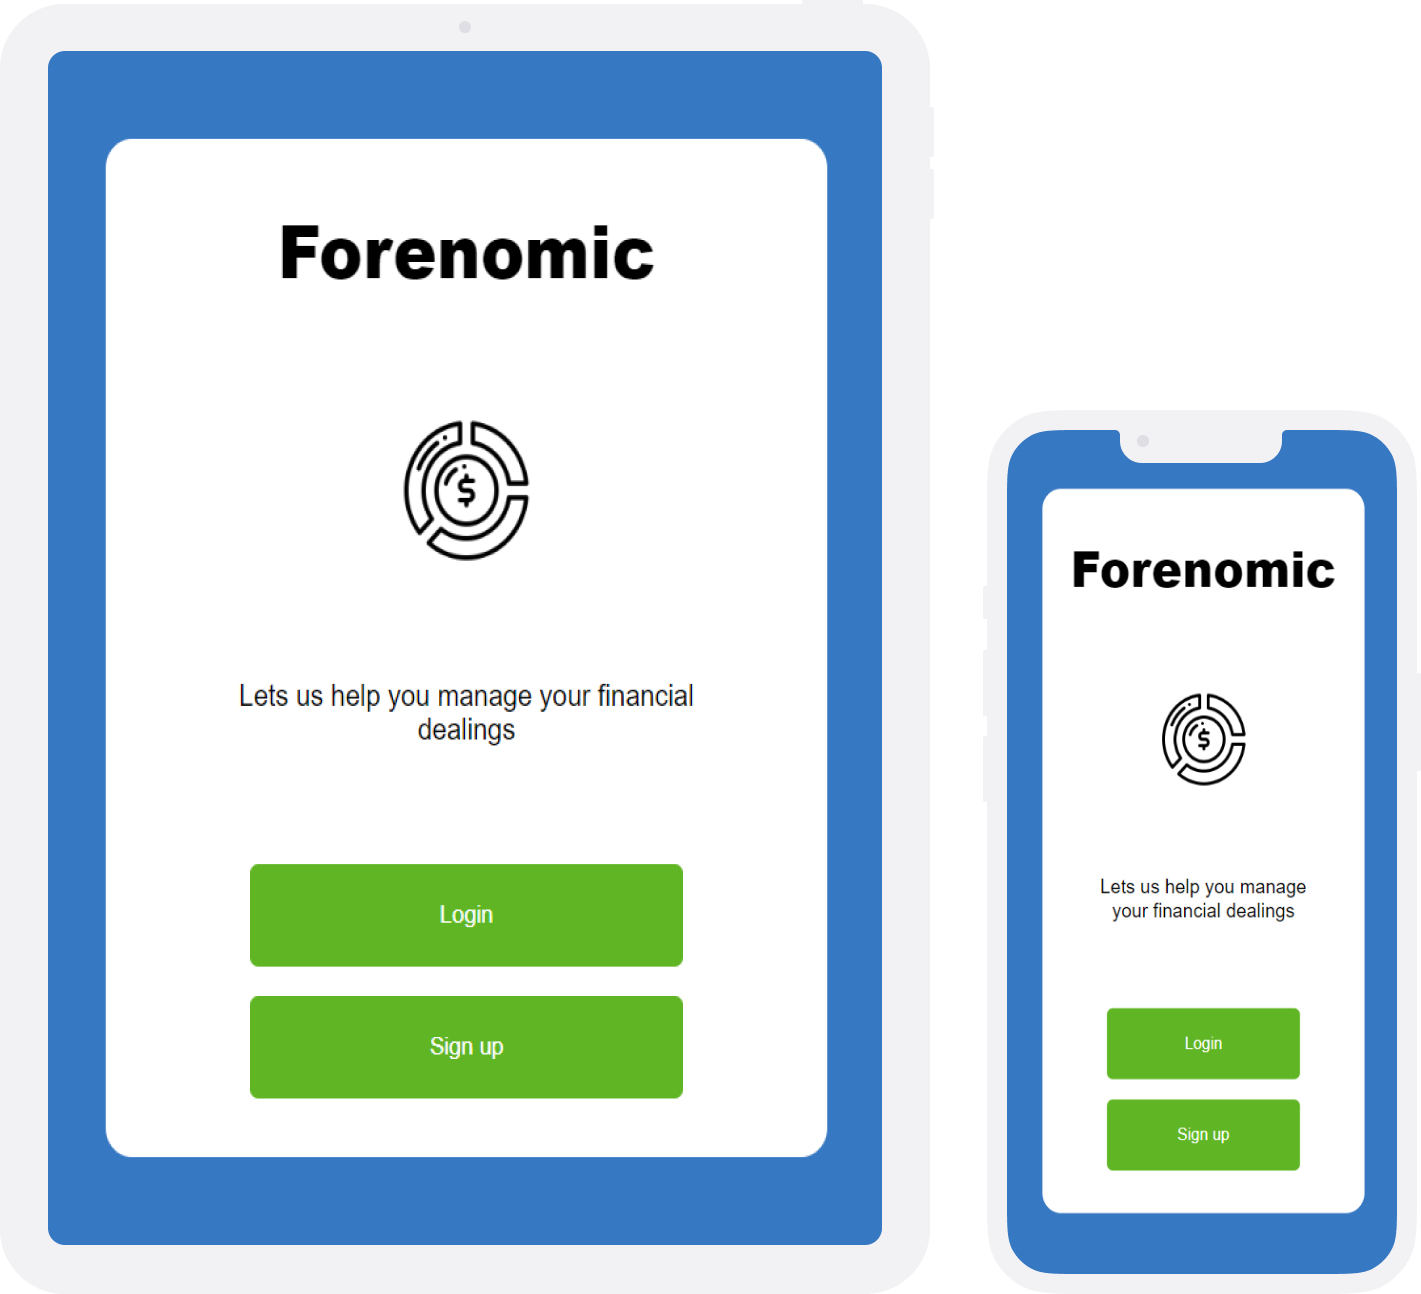 Forenomic
$
Lets us help you manage your financial
dealings
Login
Sign up
Forenomic
$
Lets us help you manage
your financial dealings
Login
Sign up